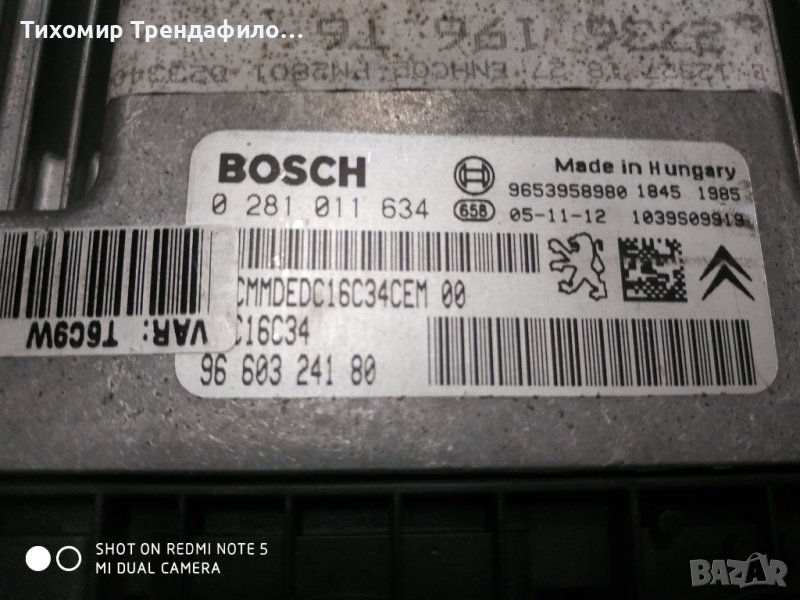 Тихомир Трендафило...
BOSCH
0 281 011 634
Made in Hungary
9653958980 1845 1985
658 05-11-12 1039S09919
CMMDEDC16C34CEM 00
C16C34
96 603 241 80
VAR: T6C9W
SHOT ON REDMI NOTE 5
MI DUAL CAMERA
BAZAR